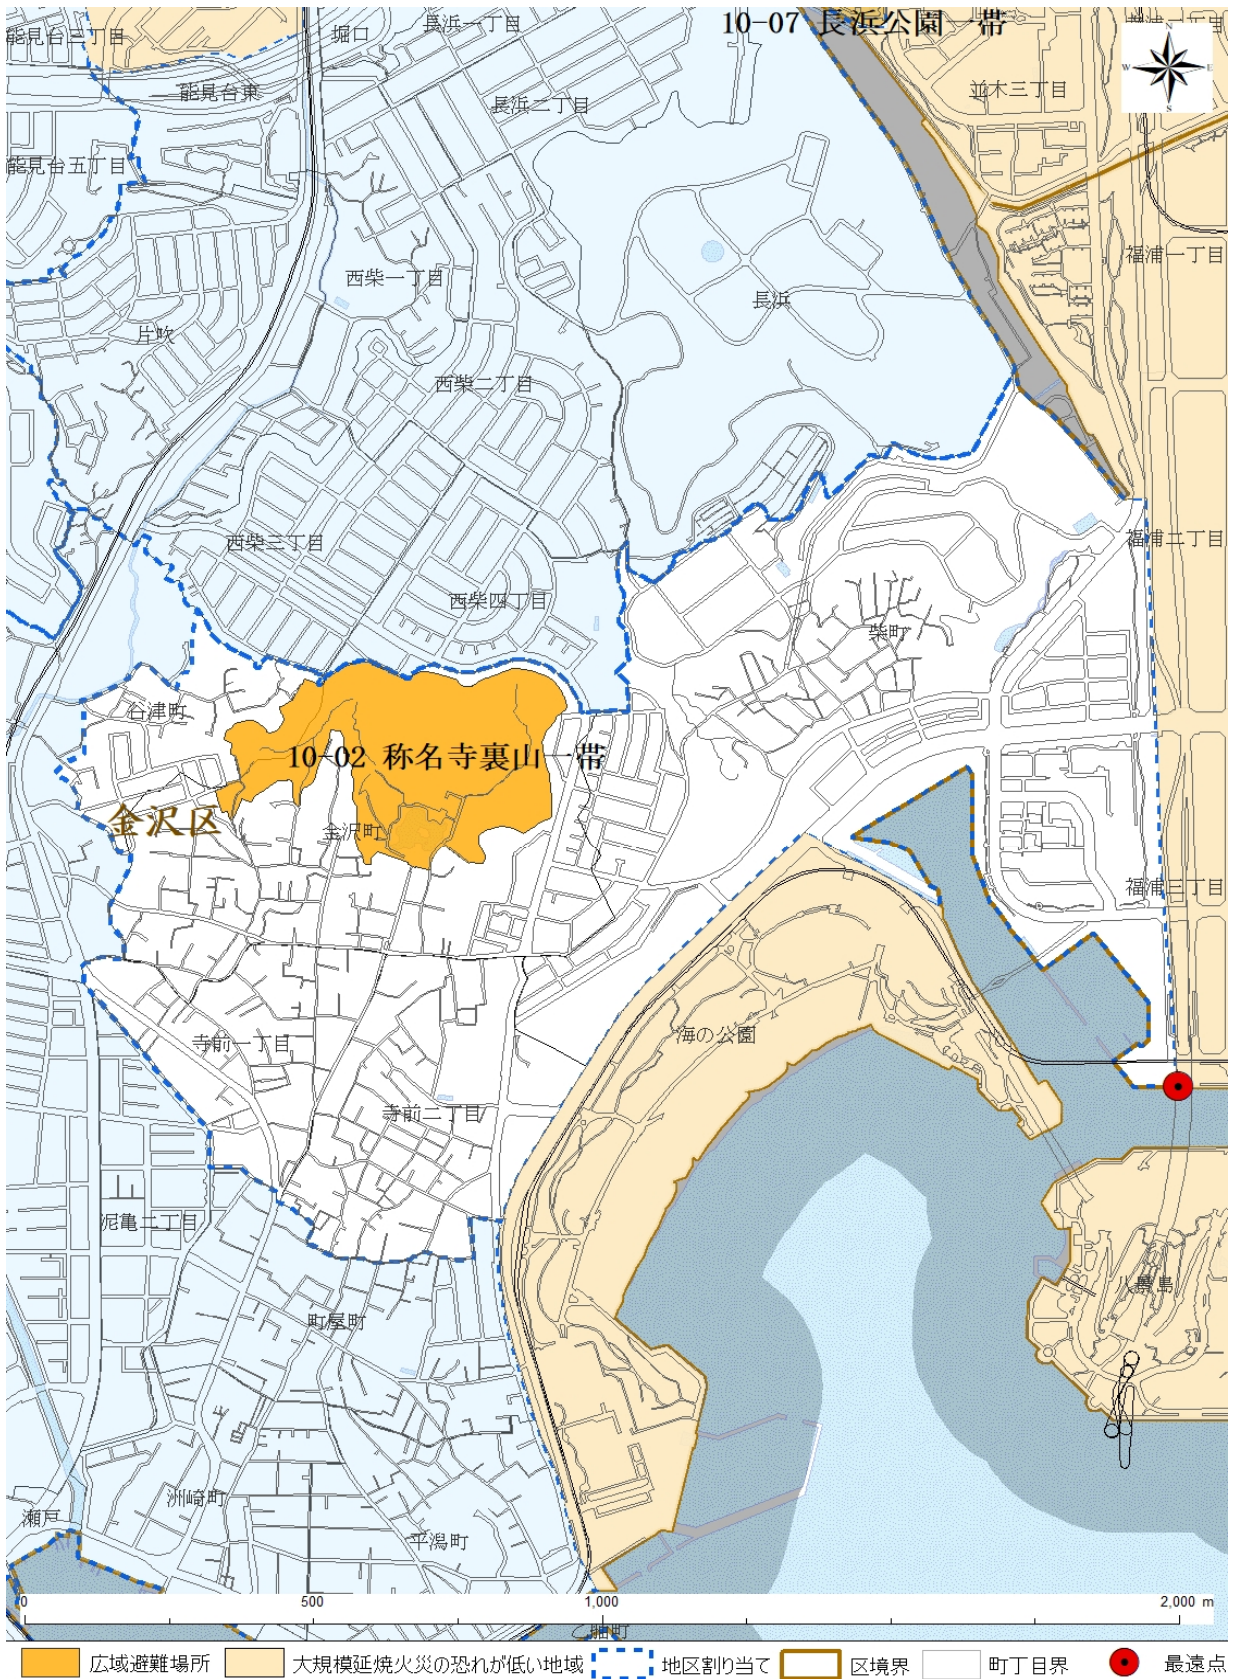 10-07 長浜公園一帯
能見台三丁目
堀口
長浜一丁目
N
W
E
S
能見台東
長浜二丁目
並木三丁目
能見台五丁目
西柴一丁目
福浦一丁目
長浜
片吹
西柴二丁目
西柴三丁目
福浦二丁目
西柴四丁目
柴町
谷津町
10-02 称名寺裏山一帯
金沢区
金沢町
福浦三丁目
海の公園
寺前一丁目
寺前二丁目
泥亀二丁目
八景島
町屋町
洲崎町
瀬戸
平潟町
0 500 1,000 2,000 m
乙舳町
広域避難場所
大規模延焼火災の恐れが低い地域
地区割り当て
区境界
町丁目界
最遠点